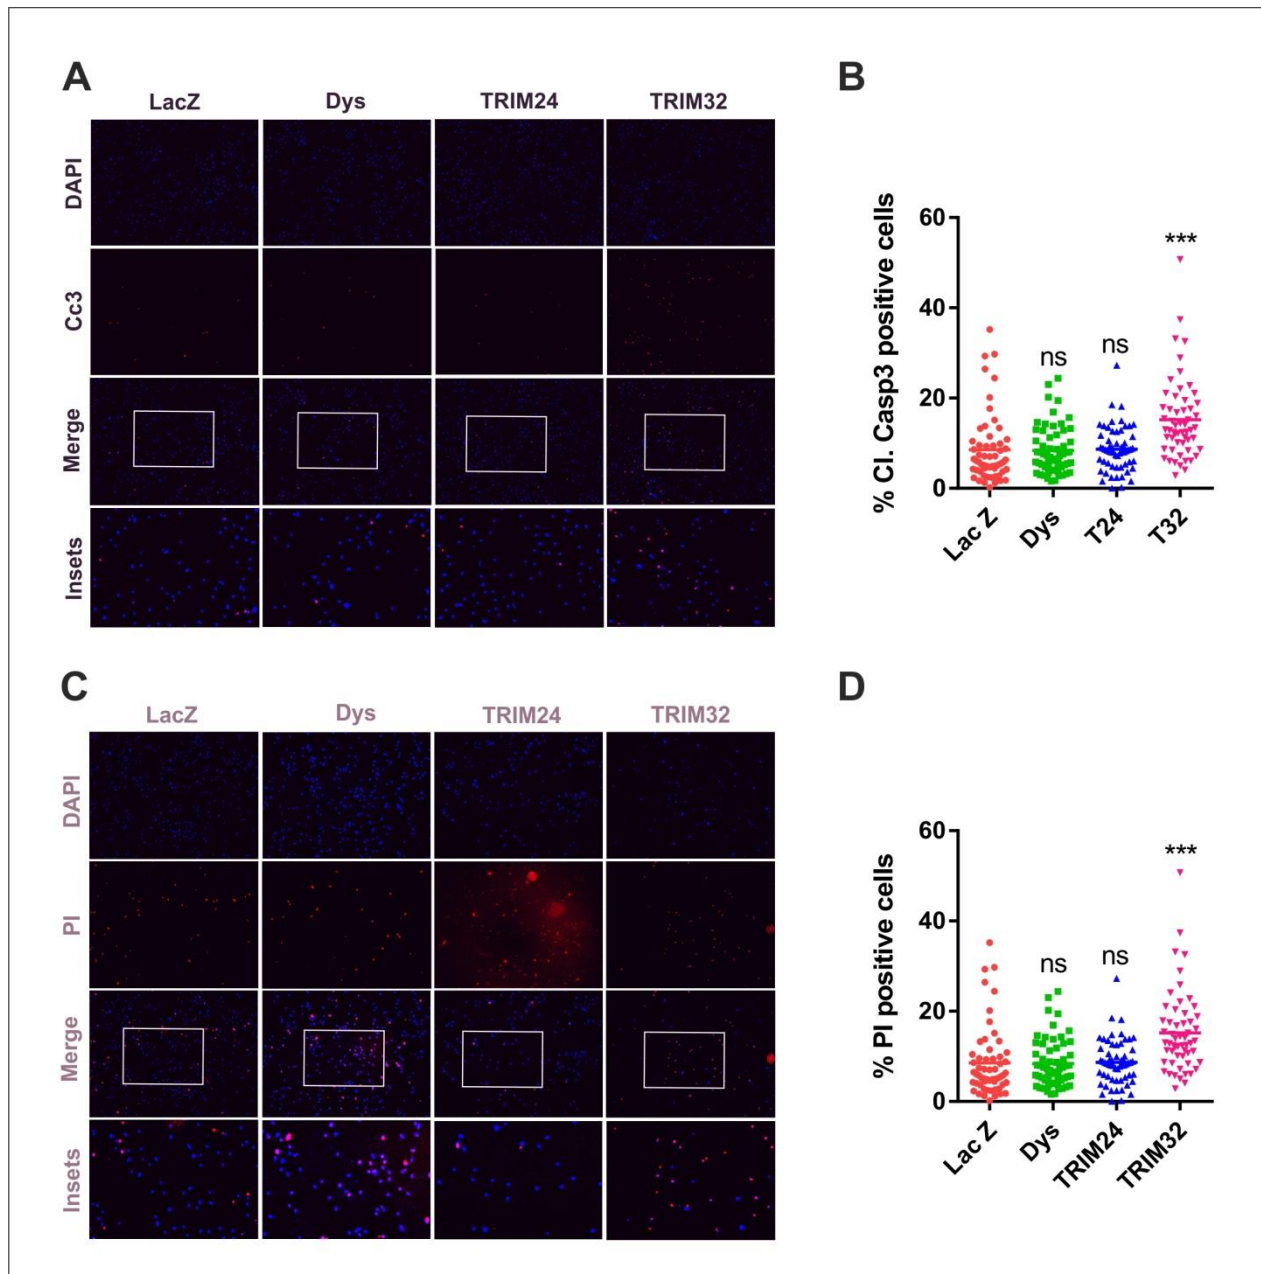 A
LacZ Dys TRIM24 TRIM32
DAPI
Cc3
Merge
Insets
B
% Cl. Casp3 positive cells
60
40
20
0
ns
ns
***
Lac Z Dys T24 T32
C
LacZ Dys TRIM24 TRIM32
DAPI
PI
Merge
Insets
D
% PI positive cells
60
40
20
0
ns
ns
***
Lac Z Dys TRIM24 TRIM32